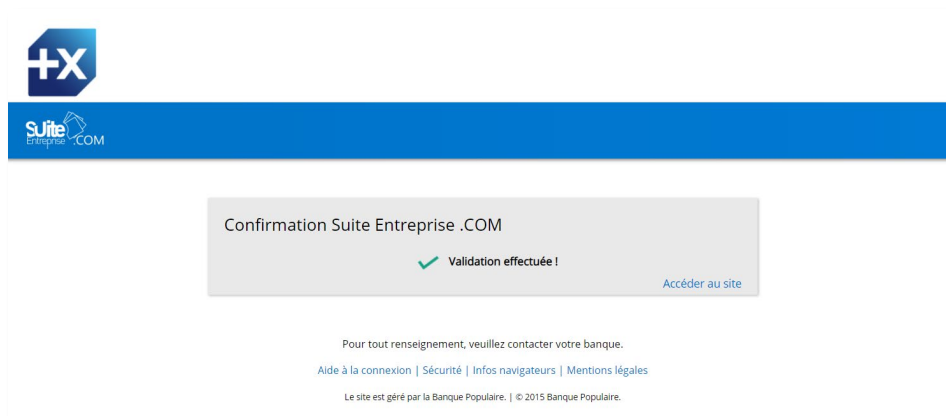 +X
Suite
Entreprise .COM
Confirmation Suite Entreprise .COM
Validation effectuée !
Accéder au site
Pour tout renseignement, veuillez contacter votre banque.
Aide à la connexion | Sécurité | Infos navigateurs | Mentions légales
Le site est géré par la Banque Populaire. | © 2015 Banque Populaire.